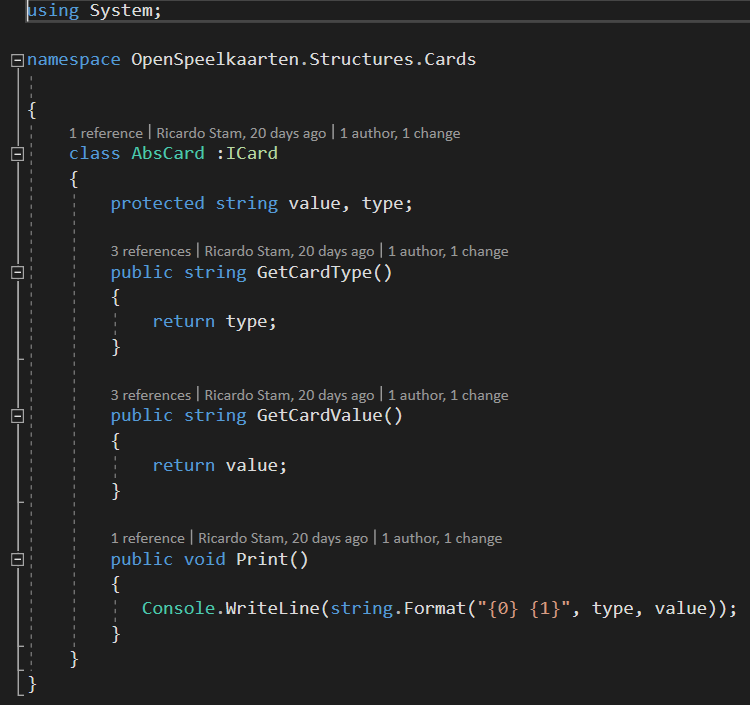 using System;
namespace OpenSpeelkaarten.Structures.Cards
{
1 reference | Ricardo Stam, 20 days ago | 1 author, 1 change
class AbsCard :ICard
{
protected string value, type;
3 references | Ricardo Stam, 20 days ago | 1 author, 1 change
public string GetCardType()
{
return type;
}
3 references | Ricardo Stam, 20 days ago | 1 author, 1 change
public string GetCardValue()
{
return value;
}
1 reference | Ricardo Stam, 20 days ago | 1 author, 1 change
public void Print()
{
Console.WriteLine(string.Format("{0} {1}", type, value));
}
}
}